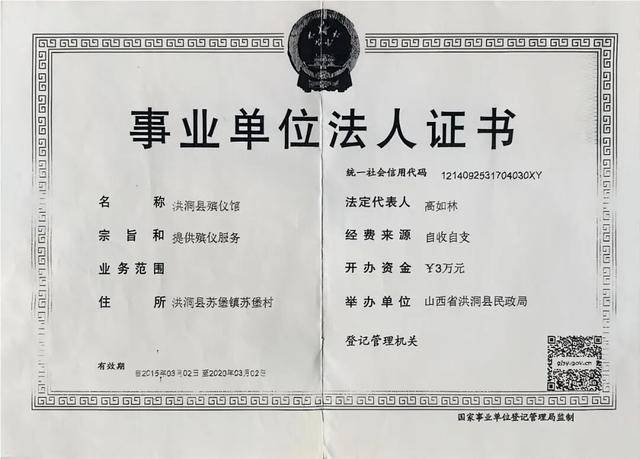 事业单位法人证书
统一社会信用代码 1214092531704030XY
名称 洪洞县殡仪馆
宗旨和业务范围 提供殡仪服务
住所 洪洞县苏堡镇苏堡村
法定代表人 高如林
经费来源 自收自支
开办资金 ¥3万元
举办单位 山西省洪洞县民政局
登记管理机关
有效期 自2015年03月02日至2020年03月02日
gjsy.gov.cn
国家事业单位登记管理局监制